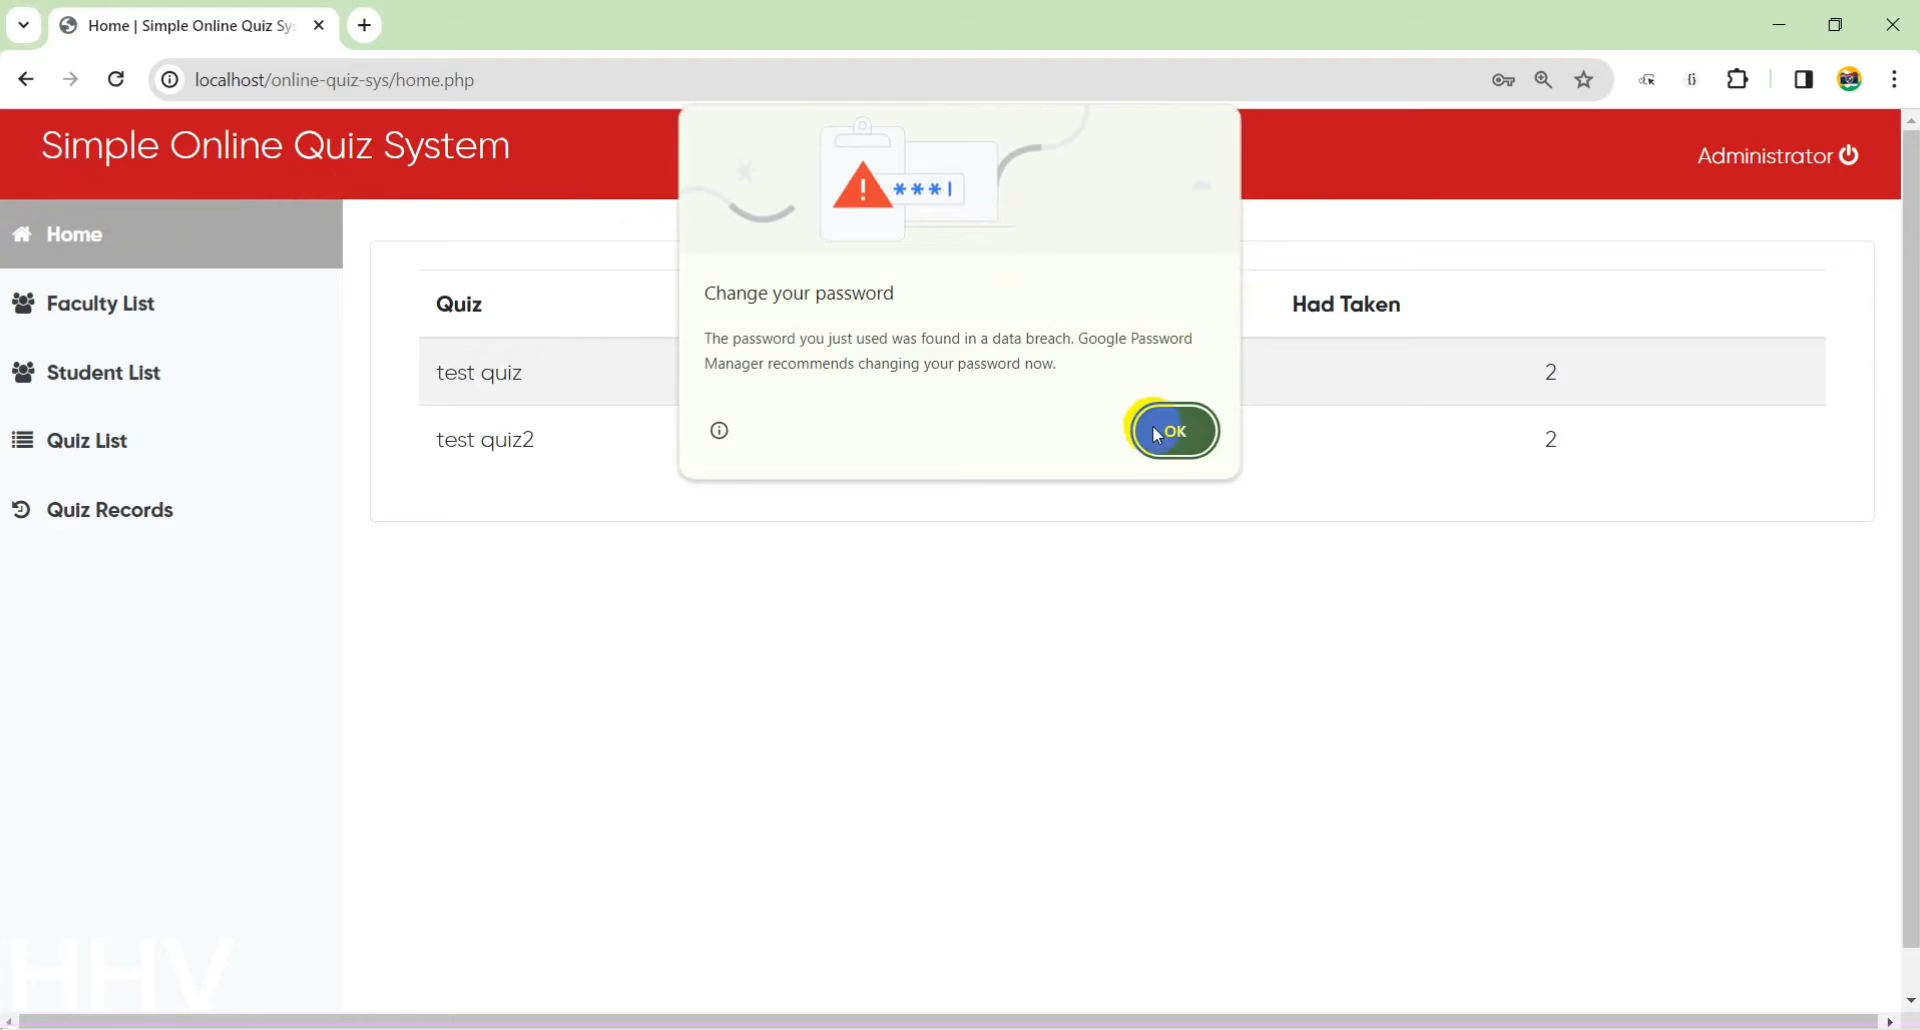 Home | Simple Online Quiz Sy
localhost/online-quiz-sys/home.php
Simple Online Quiz System
Administrator
Home
Faculty List
Student List
Quiz List
Quiz Records
Quiz
Had Taken
test quiz
2
test quiz2
2
***|
Change your password
The password you just used was found in a data breach. Google Password
Manager recommends changing your password now.
OK
HHV